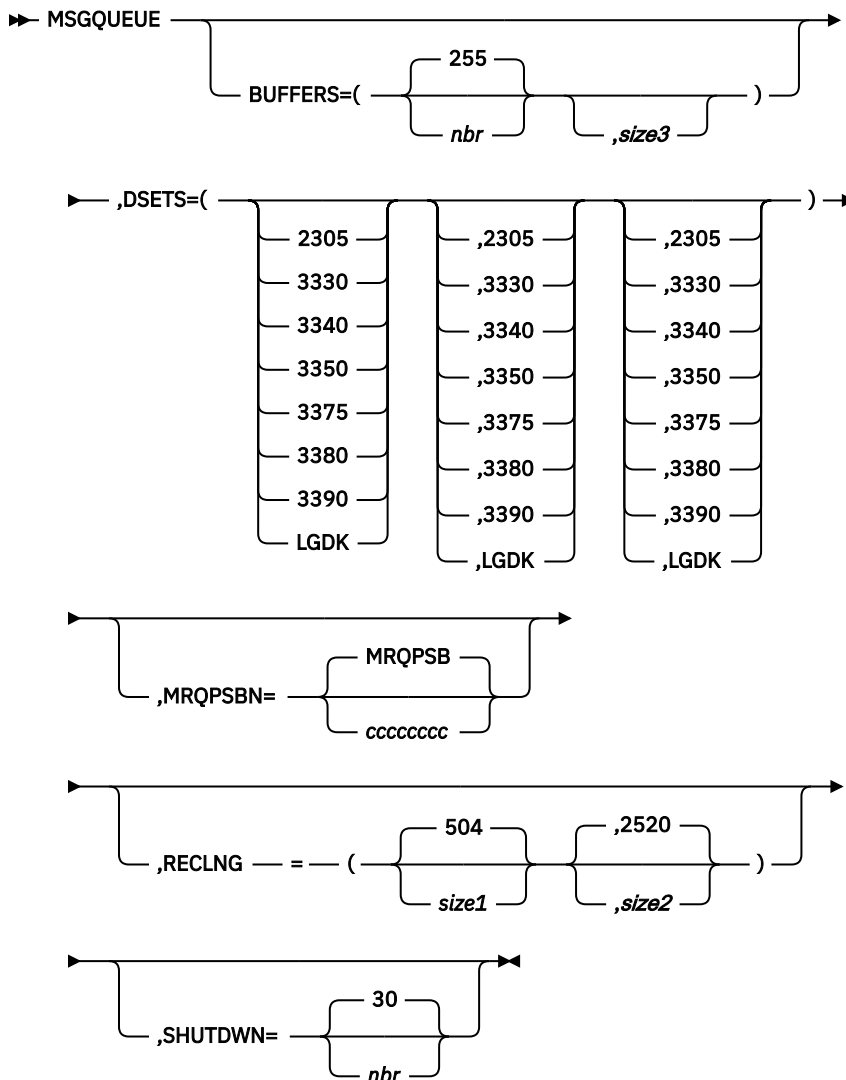 MSGQUEUE
255
BUFFERS=( )
nbr ,size3
,DSETS=( )
2305 ,2305 ,2305
3330 ,3330 ,3330
3340 ,3340 ,3340
3350 ,3350 ,3350
3375 ,3375 ,3375
3380 ,3380 ,3380
3390 ,3390 ,3390
LGDK ,LGDK ,LGDK
MRQPSB
,MRQPSBN=
cccccccc
504 ,2520
,RECLNG = ( )
size1 ,size2
30
,SHUTDWN=
nbr